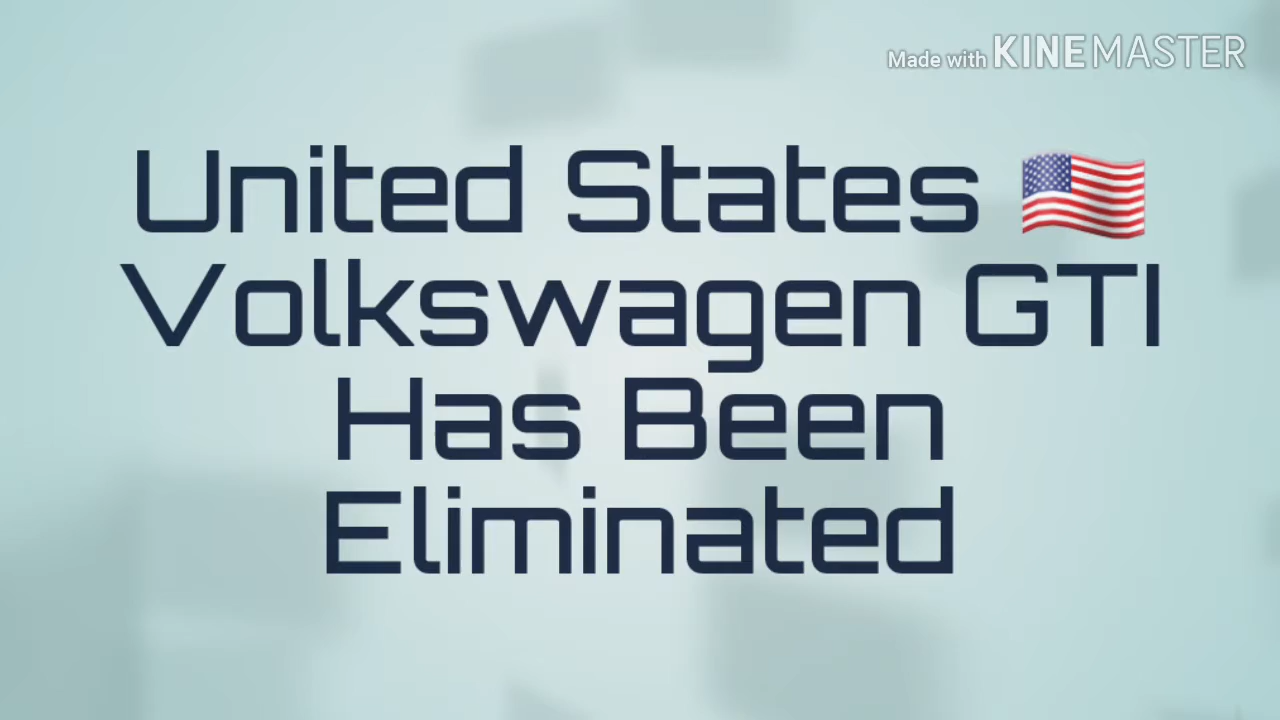 Made with KINEMASTER
United States 🇺🇸
Volkswagen GTI
Has Been
Eliminated